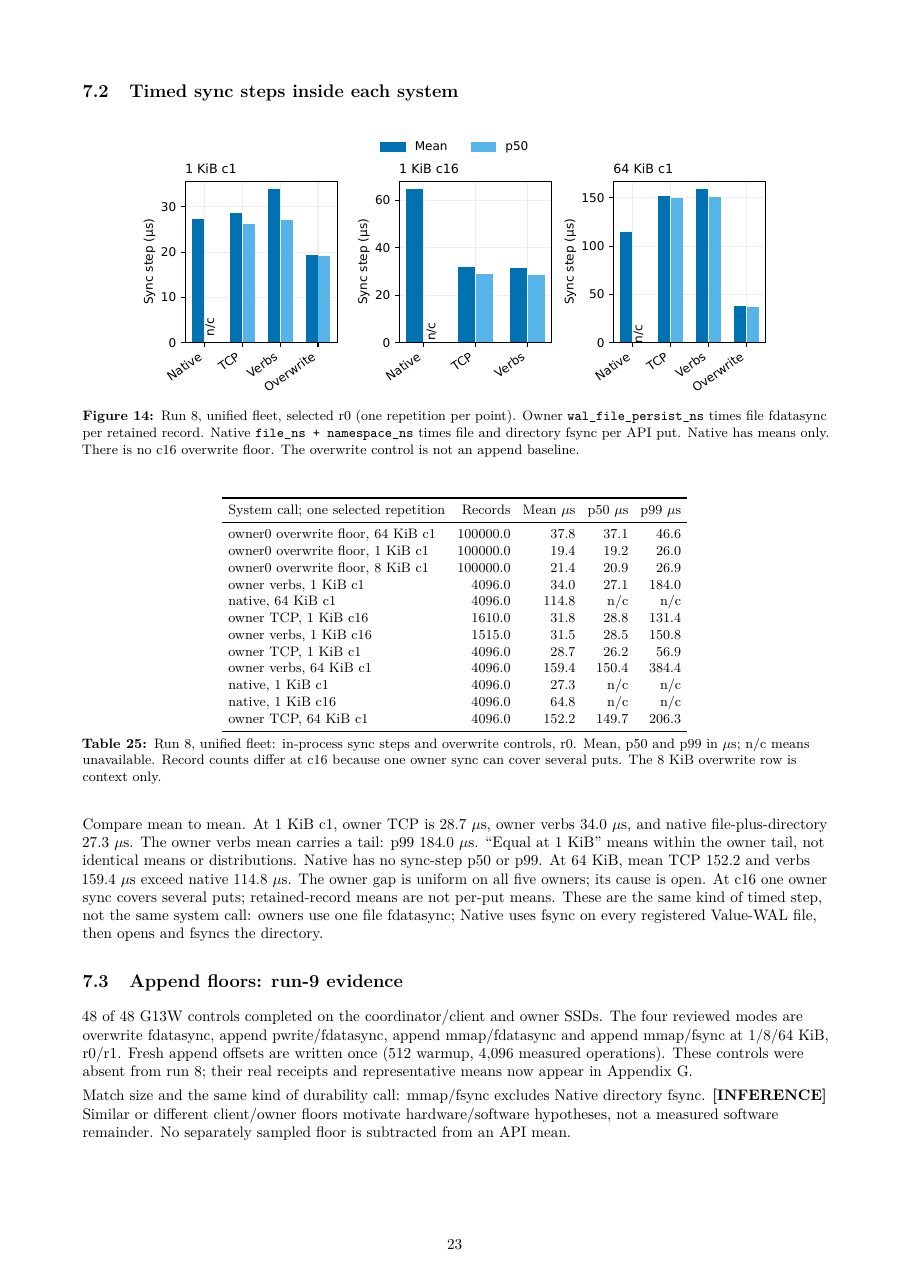 7.2 Timed sync steps inside each system
Mean p50
1 KiB c1
1 KiB c16
64 KiB c1
Sync step (µs)
30
20
10
0
n/c
Native
TCP
Verbs
Overwrite
Sync step (µs)
60
40
20
0
n/c
Native
TCP
Verbs
Sync step (µs)
150
100
50
0
n/c
Native
TCP
Verbs
Overwrite
Figure 14: Run 8, unified fleet, selected r0 (one repetition per point). Owner wal_file_persist_ns times file fdatasync
per retained record. Native file_ns + namespace_ns times file and directory fsync per API put. Native has means only.
There is no c16 overwrite floor. The overwrite control is not an append baseline.
System call; one selected repetition Records Mean µs p50 µs p99 µs
owner0 overwrite floor, 64 KiB c1 100000.0 37.8 37.1 46.6
owner0 overwrite floor, 1 KiB c1 100000.0 19.4 19.2 26.0
owner0 overwrite floor, 8 KiB c1 100000.0 21.4 20.9 26.9
owner verbs, 1 KiB c1 4096.0 34.0 27.1 184.0
native, 64 KiB c1 4096.0 114.8 n/c n/c
owner TCP, 1 KiB c16 1610.0 31.8 28.8 131.4
owner verbs, 1 KiB c16 1515.0 31.5 28.5 150.8
owner TCP, 1 KiB c1 4096.0 28.7 26.2 56.9
owner verbs, 64 KiB c1 4096.0 159.4 150.4 384.4
native, 1 KiB c1 4096.0 27.3 n/c n/c
native, 1 KiB c16 4096.0 64.8 n/c n/c
owner TCP, 64 KiB c1 4096.0 152.2 149.7 206.3
Table 25: Run 8, unified fleet: in-process sync steps and overwrite controls, r0. Mean, p50 and p99 in µs; n/c means
unavailable. Record counts differ at c16 because one owner sync can cover several puts. The 8 KiB overwrite row is
context only.
Compare mean to mean. At 1 KiB c1, owner TCP is 28.7 µs, owner verbs 34.0 µs, and native file-plus-directory
27.3 µs. The owner verbs mean carries a tail: p99 184.0 µs. “Equal at 1 KiB” means within the owner tail, not
identical means or distributions. Native has no sync-step p50 or p99. At 64 KiB, mean TCP 152.2 and verbs
159.4 µs exceed native 114.8 µs. The owner gap is uniform on all five owners; its cause is open. At c16 one owner
sync covers several puts; retained-record means are not per-put means. These are the same kind of timed step,
not the same system call: owners use one file fdatasync; Native uses fsync on every registered Value-WAL file,
then opens and fsyncs the directory.
7.3 Append floors: run-9 evidence
48 of 48 G13W controls completed on the coordinator/client and owner SSDs. The four reviewed modes are
overwrite fdatasync, append pwrite/fdatasync, append mmap/fdatasync and append mmap/fsync at 1/8/64 KiB,
r0/r1. Fresh append offsets are written once (512 warmup, 4,096 measured operations). These controls were
absent from run 8; their real receipts and representative means now appear in Appendix G.
Match size and the same kind of durability call: mmap/fsync excludes Native directory fsync. [INFERENCE]
Similar or different client/owner floors motivate hardware/software hypotheses, not a measured software
remainder. No separately sampled floor is subtracted from an API mean.
23